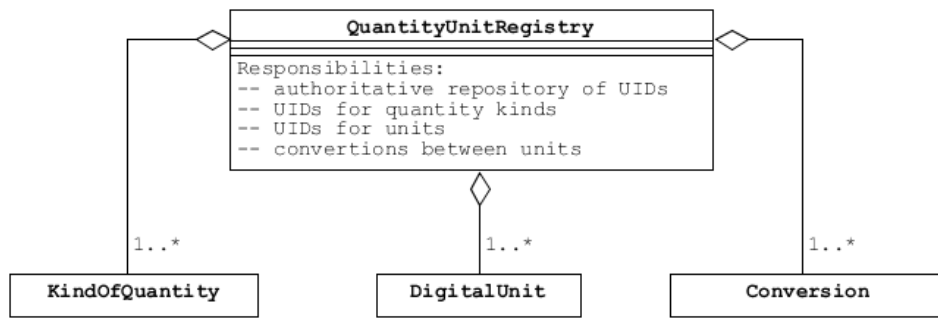 QuantityUnitRegistry
Responsibilities:
-- authoritative repository of UIDs
-- UIDs for quantity kinds
-- UIDs for units
-- convertions between units
1..* 1..* 1..*
KindOfQuantity DigitalUnit Conversion